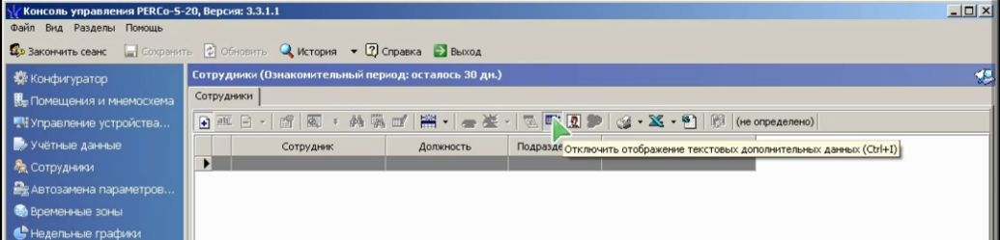 Консоль управления PERCo-S-20, Версия: 3.3.1.1
Файл Вид Разделы Помощь
Закончить сеанс Сохранить Обновить История Справка Выход
Конфигуратор
Помещения и мнемосхема
Управление устройства...
Учётные данные
Сотрудники
Автозамена параметров...
Временные зоны
Недельные графики
Сотрудники (Ознакомительный период: осталось 30 дн.)
Сотрудники
(не определено)
Сотрудник Должность Подразде
Отключить отображение текстовых дополнительных данных (Ctrl+I)